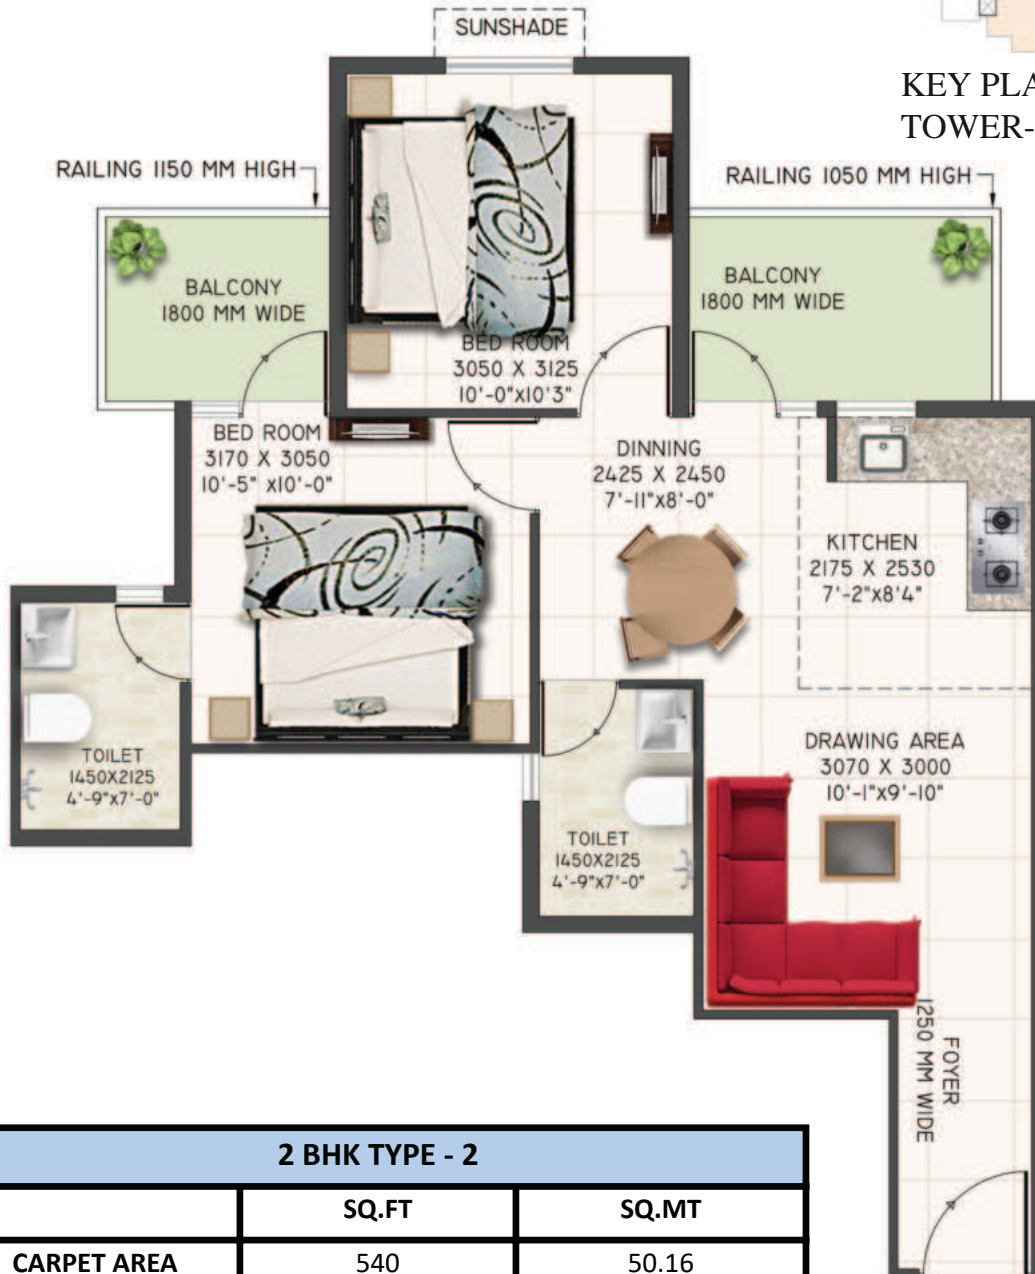 SUNSHADE
KEY PLA
TOWER-
RAILING 1150 MM HIGH
RAILING 1050 MM HIGH
BALCONY
1800 MM WIDE
BALCONY
1800 MM WIDE
BED ROOM
3050 X 3125
10'-0"x10'3"
BED ROOM
3170 X 3050
10'-5" x10'-0"
DINNING
2425 X 2450
7'-11"x8'-0"
KITCHEN
2175 X 2530
7'-2"x8'4"
TOILET
1450X2125
4'-9"x7'-0"
DRAWING AREA
3070 X 3000
10'-1"x9'-10"
TOILET
1450X2125
4'-9"x7'-0"
FOYER
1250 MM WIDE
2 BHK TYPE - 2
SQ.FT SQ.MT
CARPET AREA 540 50.16